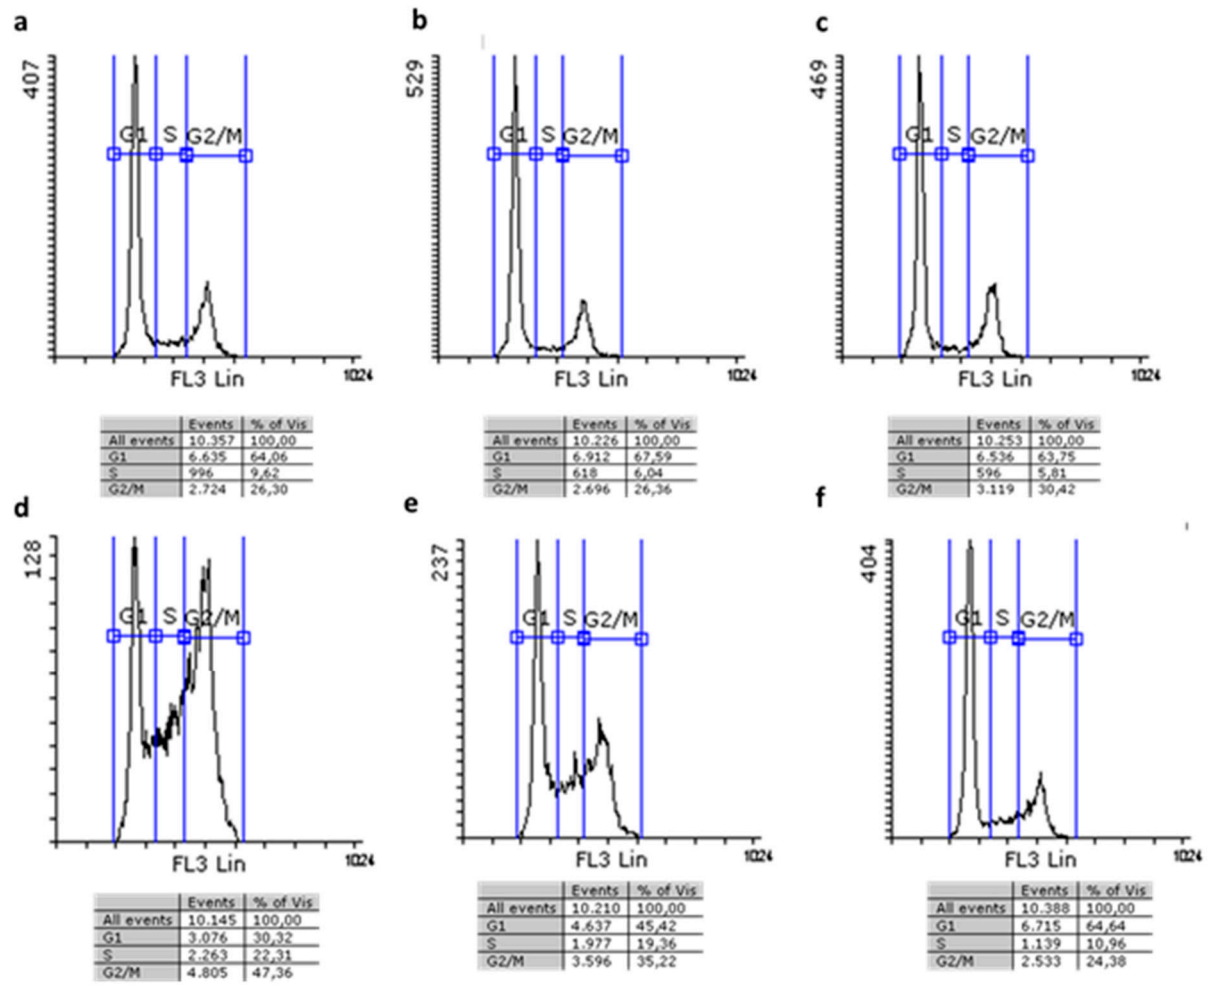 a
407
G1 S G2/M
FL3 Lin
1024
Events % of Vis
All events 10.357 100,00
G1 6.635 64,06
S 996 9,62
G2/M 2.724 26,30
b
529
G1 S G2/M
FL3 Lin
1024
Events % of Vis
All events 10.226 100,00
G1 6.912 67,59
S 618 6,04
G2/M 2.696 26,36
c
469
G1 S G2/M
FL3 Lin
1024
Events % of Vis
All events 10.253 100,00
G1 6.536 63,75
S 596 5,81
G2/M 3.119 30,42
d
128
G1 S G2/M
FL3 Lin
1024
Events % of Vis
All events 10.145 100,00
G1 3.076 30,32
S 2.263 22,31
G2/M 4.805 47,36
e
237
G1 S G2/M
FL3 Lin
1024
Events % of Vis
All events 10.210 100,00
G1 4.637 45,42
S 1.977 19,36
G2/M 3.596 35,22
f
404
G1 S G2/M
FL3 Lin
1024
Events % of Vis
All events 10.388 100,00
G1 6.715 64,64
S 1.139 10,96
G2/M 2.533 24,38